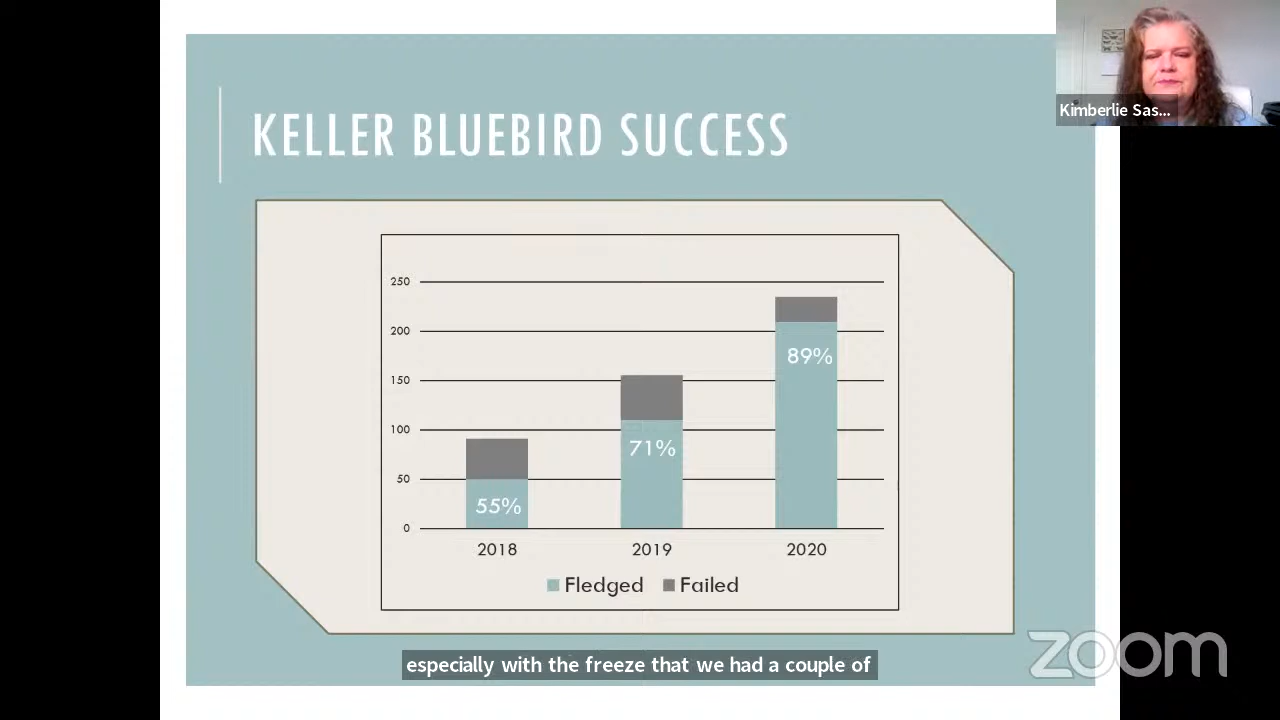 Kimberlie Sas...
KELLER BLUEBIRD SUCCESS
250
200
150
100
50
0
55%
71%
89%
2018 2019 2020
Fledged Failed
especially with the freeze that we had a couple of
zoom